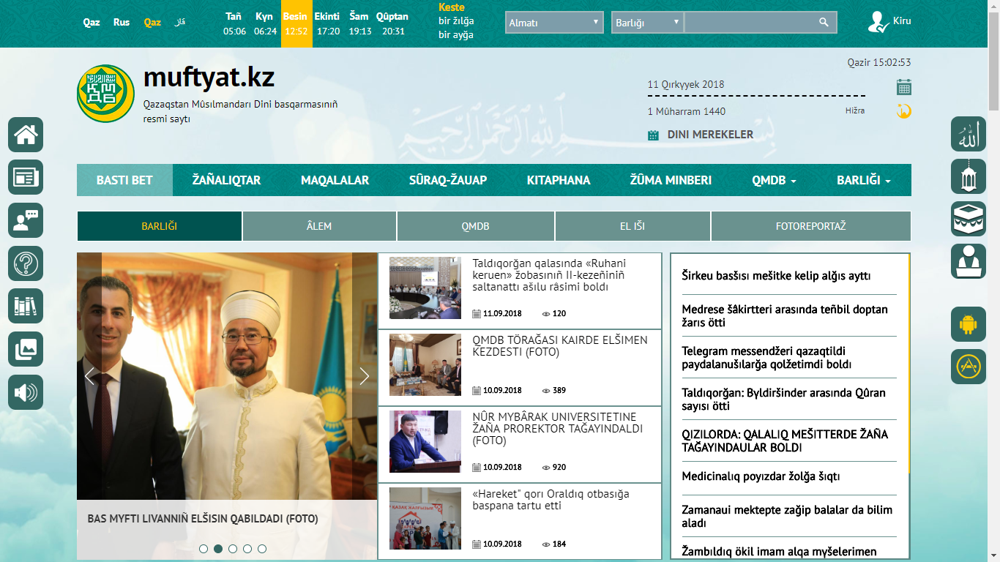 Qaz Rus Qaz قاز
Tañ Kyn Besin Ekinti Šam Qûptan
05:06 06:24 12:52 17:20 19:13 20:31
Keste
bir žılğa
bir ayğa
Almatı
Barlığı
Kiru
Qazir 15:02:53
muftyat.kz
Qazaqstan Mûsılmandarı Dini basqarmasınıñ
resmi saytı
11 Qırkyyek 2018
1 Mûharram 1440 Hižra
DINI MEREKELER
بسم الله الرحمن الرحيم
BASTI BET ŽAÑALIQTAR MAQALALAR SÛRAQ-ŽAUAP KITAPHANA ŽÛMA MINBERI QMDB BARLIĞI
BARLIĞI ÂLEM QMDB EL IŠI FOTOREPORTAŽ
BAS MYFTI LIVANNIÑ ELŠISIN QABILDADI (FOTO)
Taldıqorğan qalasında «Ruhani
keruen» žobasınıñ II-kezeñiniñ
saltanattı ašılu râsimi boldı
11.09.2018 120
QMDB TÖRAĞASI KAIRDE ELŠIMEN
KEZDESTI (FOTO)
10.09.2018 389
NÛR MYBÂRAK UNIVERSITETINE
ŽAÑA PROREKTOR TAĞAYINDALDI
(FOTO)
10.09.2018 920
«Hareket" qorı Oraldıq otbasığa
baspana tartu etti
10.09.2018 184
Širkeu basšısı mešitke kelip alğıs ayttı
Medrese šâkirtteri arasında teñbil doptan
žarıs ötti
Telegram messendžeri qazaqtildi
paydalanušılarğa qolžetimdi boldı
Taldıqorğan: Byldiršinder arasında Qûran
sayısı ötti
QIZILORDA: QALALIQ MEŠITTERDE ŽAÑA
TAĞAYINDAULAR BOLDI
Medicinalıq poyızdar žolğa šıqtı
Zamanaui mektepte zağip balalar da bilim
aladı
Žambıldıq ökil imam alqa myšelerimen